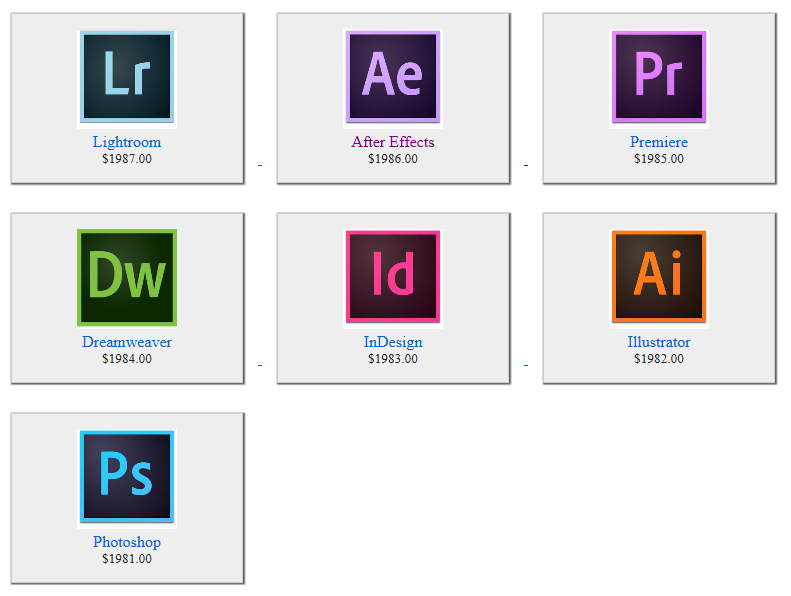 Lr
Lightroom
$1987.00
Ae
After Effects
$1986.00
Pr
Premiere
$1985.00
Dw
Dreamweaver
$1984.00
Id
InDesign
$1983.00
Ai
Illustrator
$1982.00
Ps
Photoshop
$1981.00